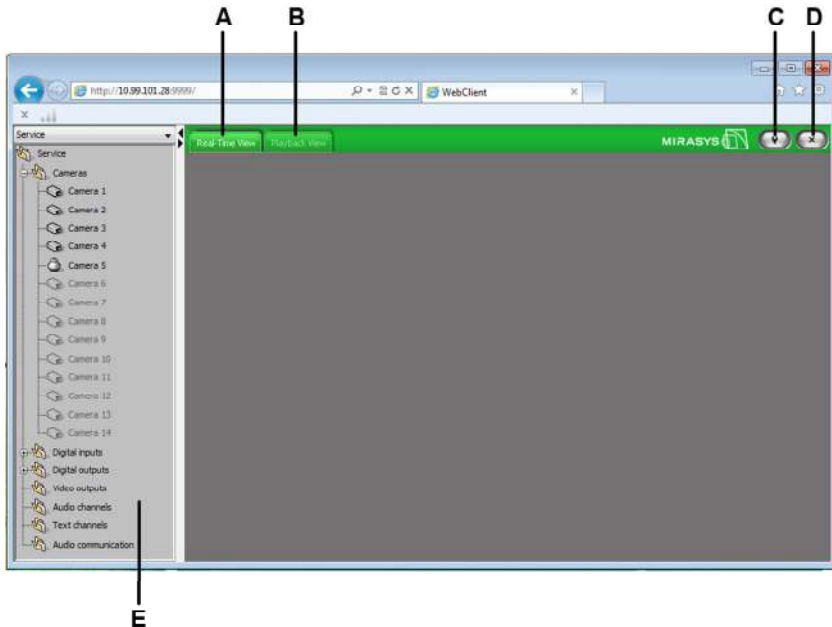 A B C D
http://10.99.101.28:9999/ WebClient
Service
Real-Time View Playback View MIRASYS
Service
Cameras
Camera 1
Camera 2
Camera 3
Camera 4
Camera 5
Camera 6
Camera 7
Camera 8
Camera 9
Camera 10
Camera 11
Camera 12
Camera 13
Camera 14
Digital inputs
Digital outputs
Video outputs
Audio channels
Text channels
Audio communication
E